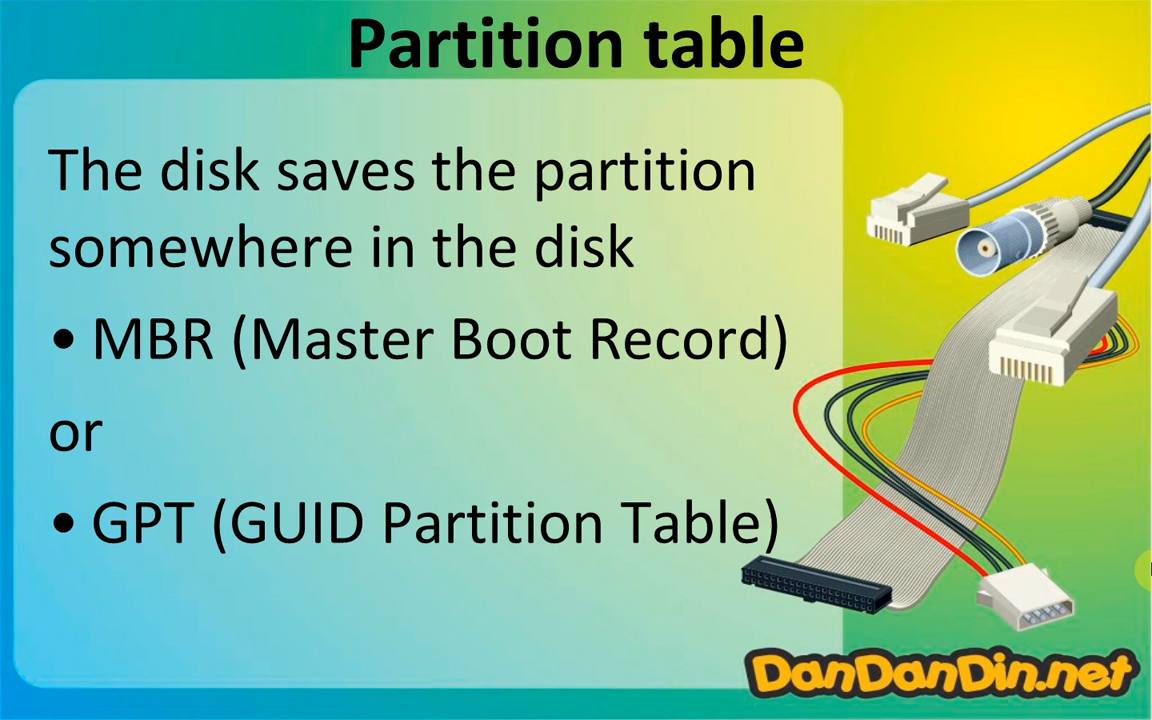 Partition table
The disk saves the partition
somewhere in the disk
• MBR (Master Boot Record)
or
• GPT (GUID Partition Table)
DanDanDin.net